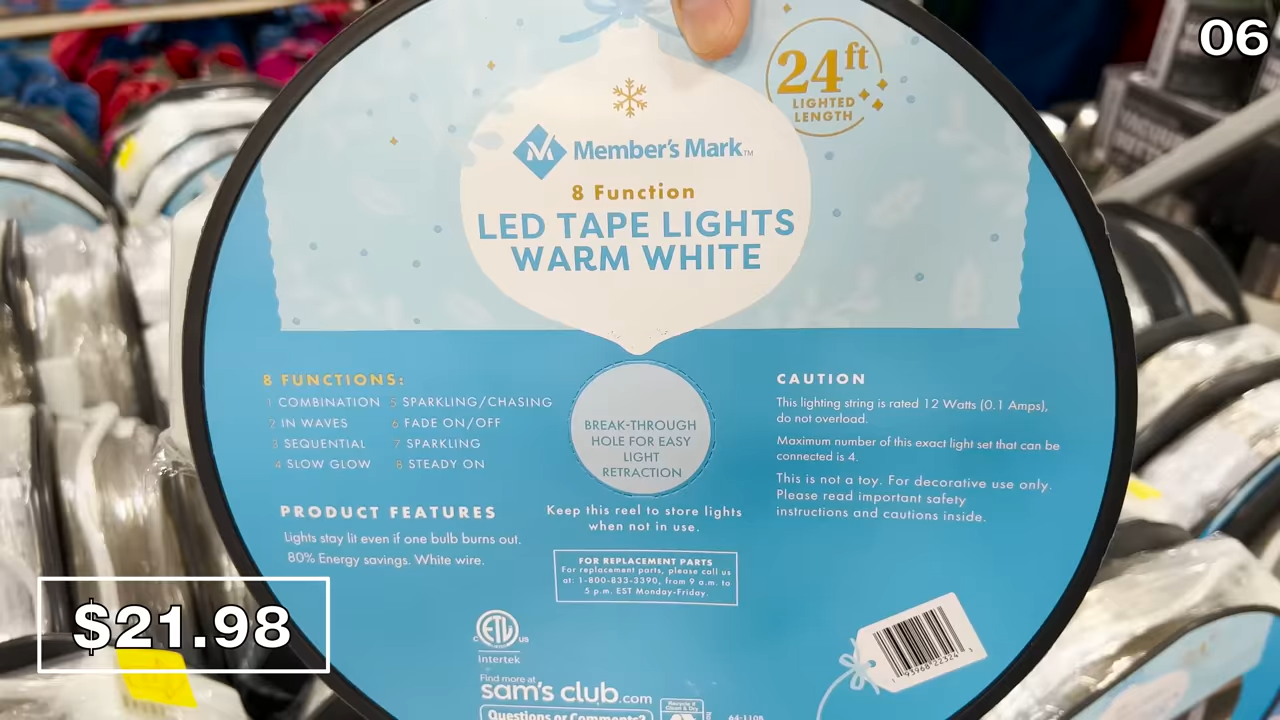 06
24ft
LIGHTED
LENGTH
Member's Mark™
8 Function
LED TAPE LIGHTS
WARM WHITE
8 FUNCTIONS:
1 COMBINATION 5 SPARKLING/CHASING
2 IN WAVES 6 FADE ON/OFF
3 SEQUENTIAL 7 SPARKLING
4 SLOW GLOW 8 STEADY ON
PRODUCT FEATURES
Lights stay lit even if one bulb burns out.
80% Energy savings. White wire.
BREAK-THROUGH
HOLE FOR EASY
LIGHT
RETRACTION
Keep this reel to store lights
when not in use.
FOR REPLACEMENT PARTS
For replacement parts, please call us
at: 1-800-833-3390, from 9 a.m. to
5 p.m. EST Monday-Friday.
CAUTION
This lighting string is rated 12 Watts (0.1 Amps),
do not overload.
Maximum number of this exact light set that can be
connected is 4.
This is not a toy. For decorative use only.
Please read important safety
instructions and cautions inside.
C ETL US
Intertek
Find more at
sam's club.com
Questions or Comments?
$21.98